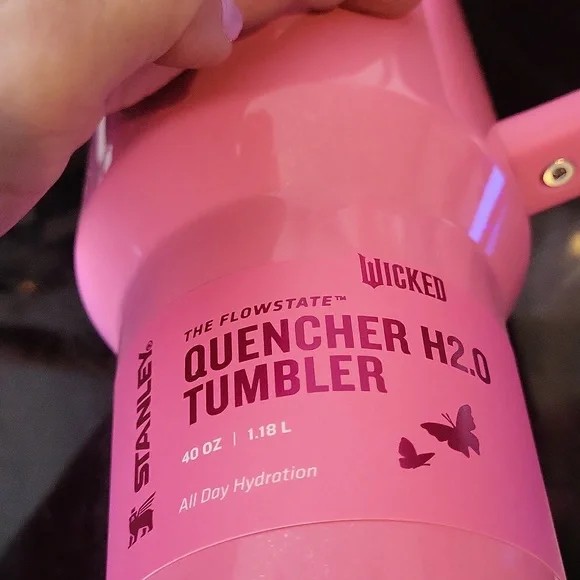 WICKED
THE FLOWSTATE™
QUENCHER H2.0
TUMBLER
40 OZ | 1.18 L
All Day Hydration
STANLEY®